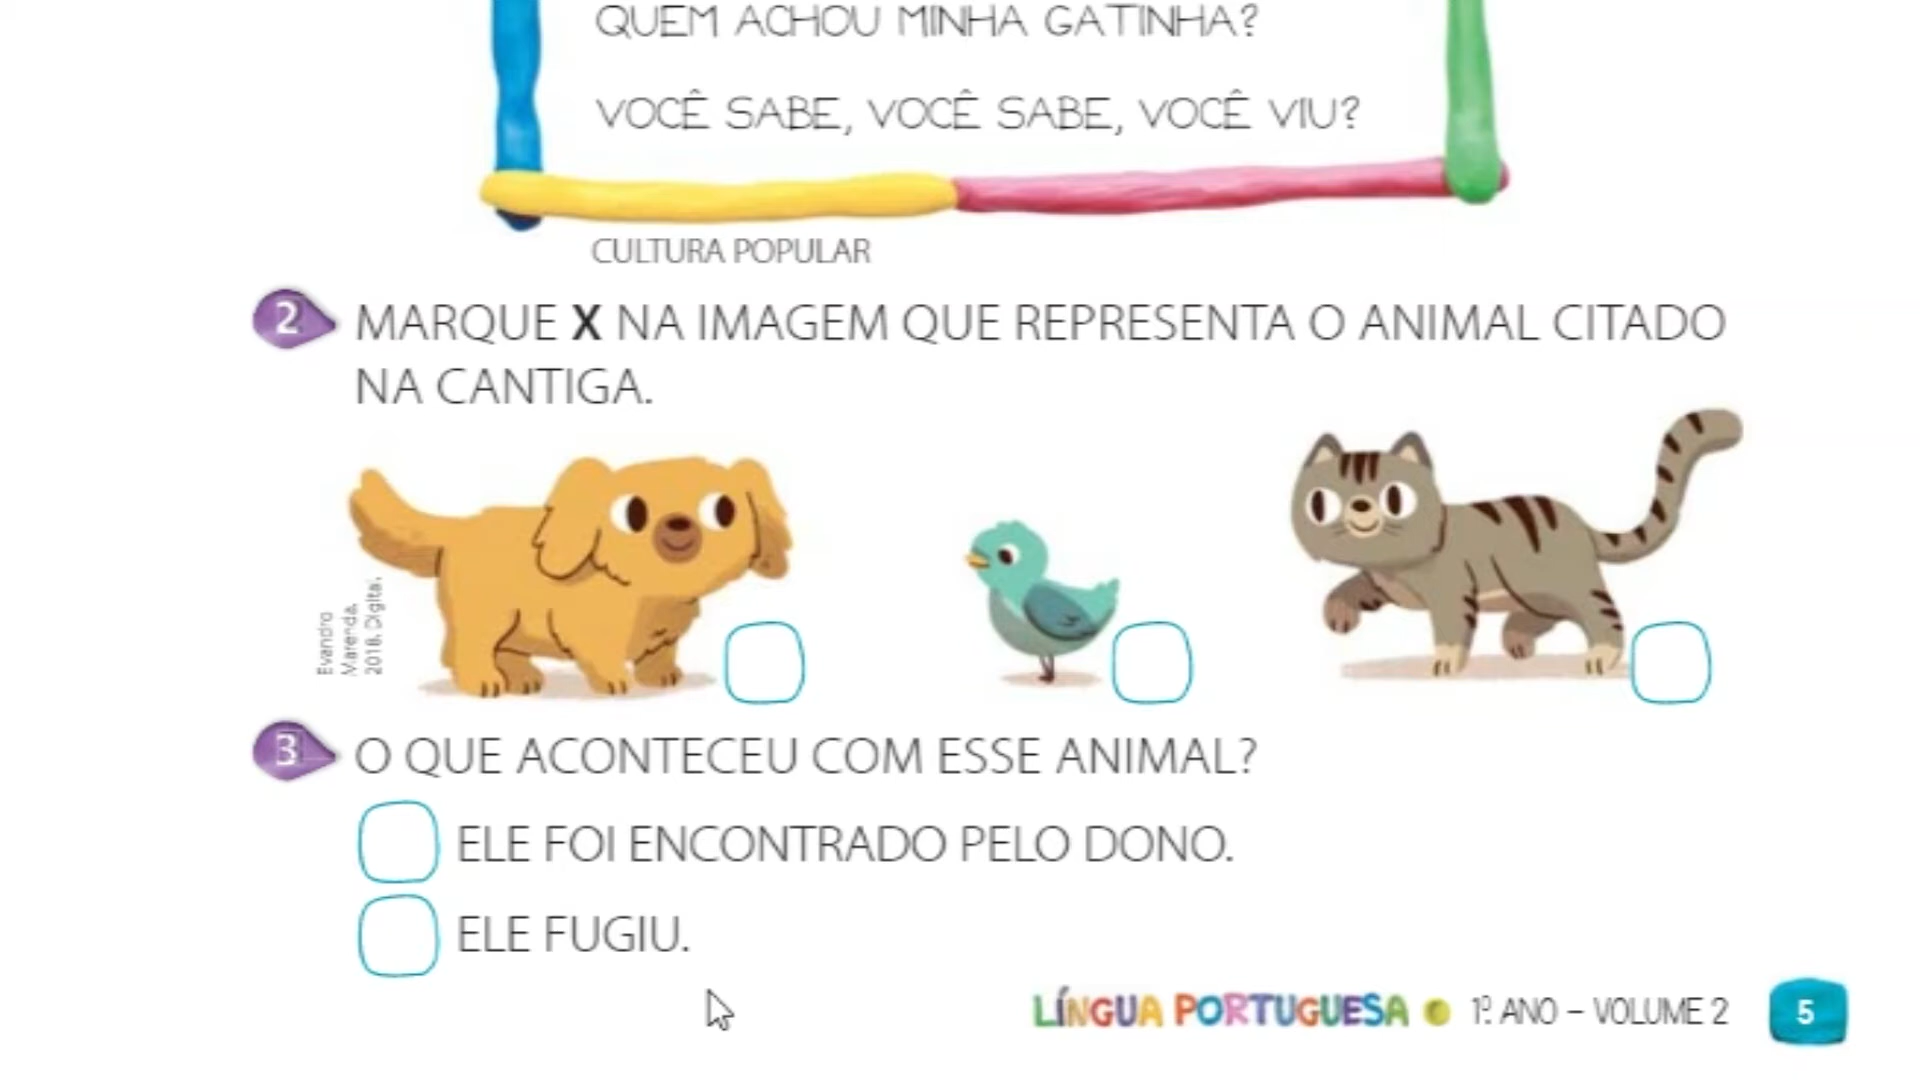 QUEM ACHOU MINHA GATINHA?
VOCÊ SABE, VOCÊ SABE, VOCÊ VIU?
CULTURA POPULAR
2 MARQUE X NA IMAGEM QUE REPRESENTA O ANIMAL CITADO
NA CANTIGA.
Evandro
Marenda.
2018. Digital.
3 O QUE ACONTECEU COM ESSE ANIMAL?
ELE FOI ENCONTRADO PELO DONO.
ELE FUGIU.
LÍNGUA PORTUGUESA 1º. ANO – VOLUME 2 5